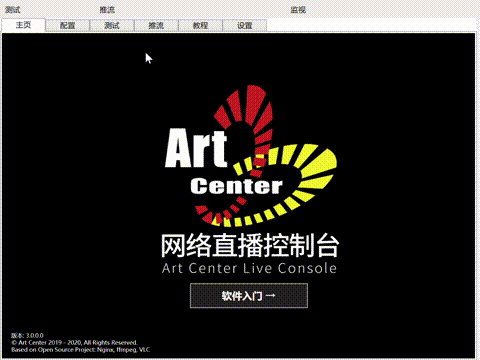 测试 推流 监视
主页 配置 测试 推流 教程 设置
Art
Center
网络直播控制台
Art Center Live Console
软件入门 →
版本: 3.0.0.0
© Art Center 2019 - 2020, All Rights Reserved.
Based on Open Source Project: Nginx, ffmpeg, VLC